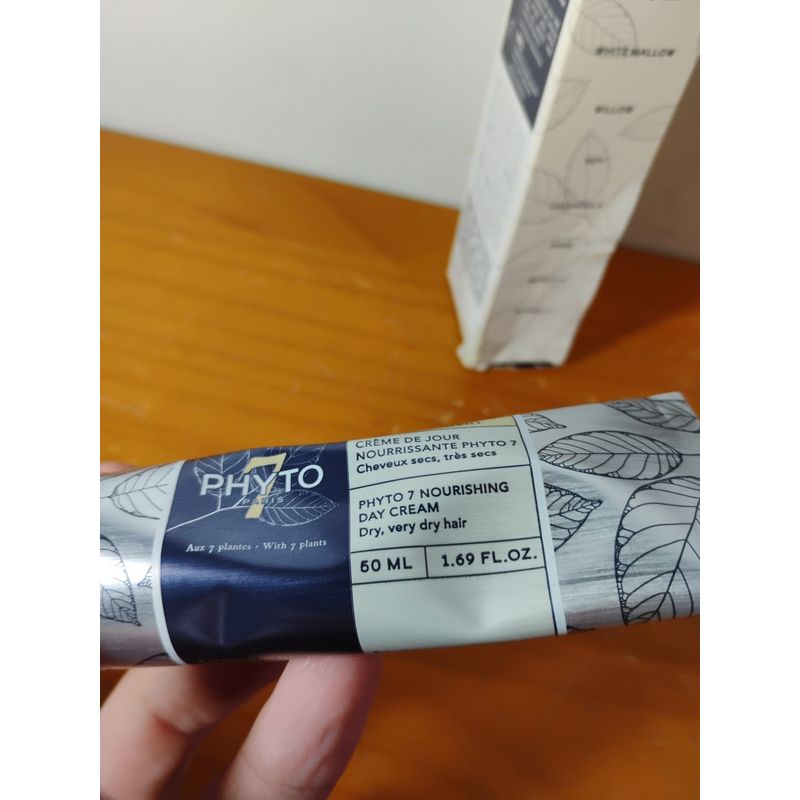 WHITE MALLOW
WILLOW
SOY
PHYTO
7
PARIS
Aux 7 plantes - With 7 plants
CRÈME DE JOUR
NOURRISSANTE PHYTO 7
Cheveux secs, très secs
PHYTO 7 NOURISHING
DAY CREAM
Dry, very dry hair
50 ML
1.69 FL.OZ.